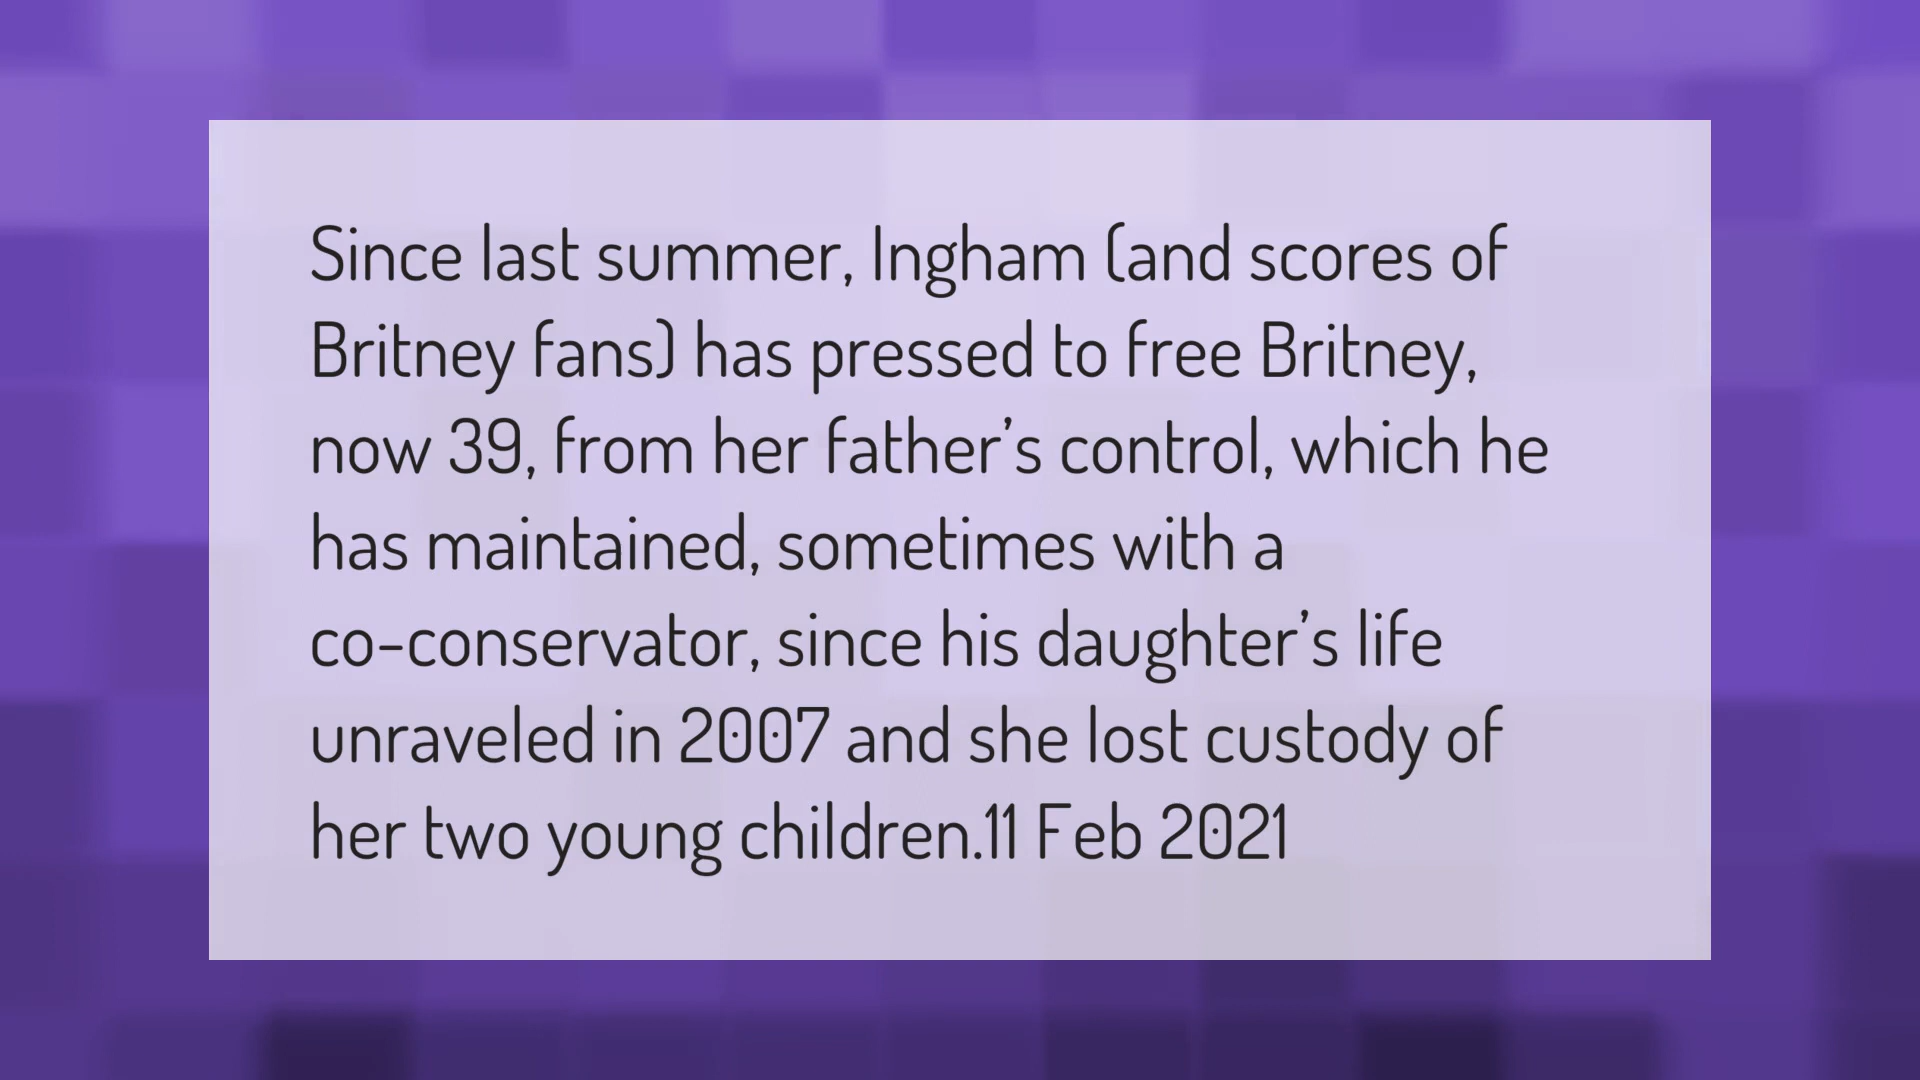 Since last summer, Ingham (and scores of
Britney fans) has pressed to free Britney,
now 39, from her father’s control, which he
has maintained, sometimes with a
co-conservator, since his daughter’s life
unraveled in 2007 and she lost custody of
her two young children.11 Feb 2021